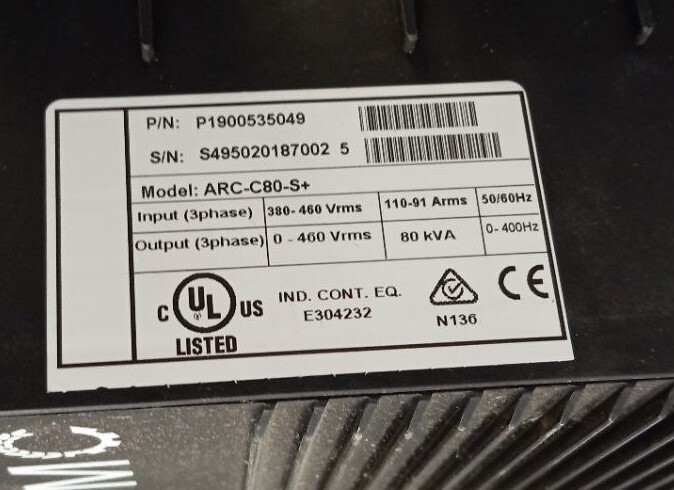 P/N: P1900535049
S/N: S495020187002 5
Model: ARC-C80-S+
Input (3phase) 380-460 Vrms 110-91 Arms 50/60Hz
Output (3phase) 0 - 460 Vrms 80 kVA 0-400Hz
C UL US
LISTED
IND. CONT. EQ.
E304232
N136
CE
MC